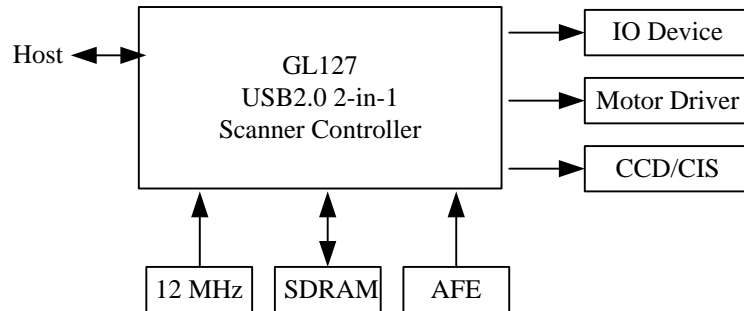 IO Device
Host
GL127
USB2.0 2-in-1
Scanner Controller
Motor Driver
CCD/CIS
12 MHz
SDRAM
AFE